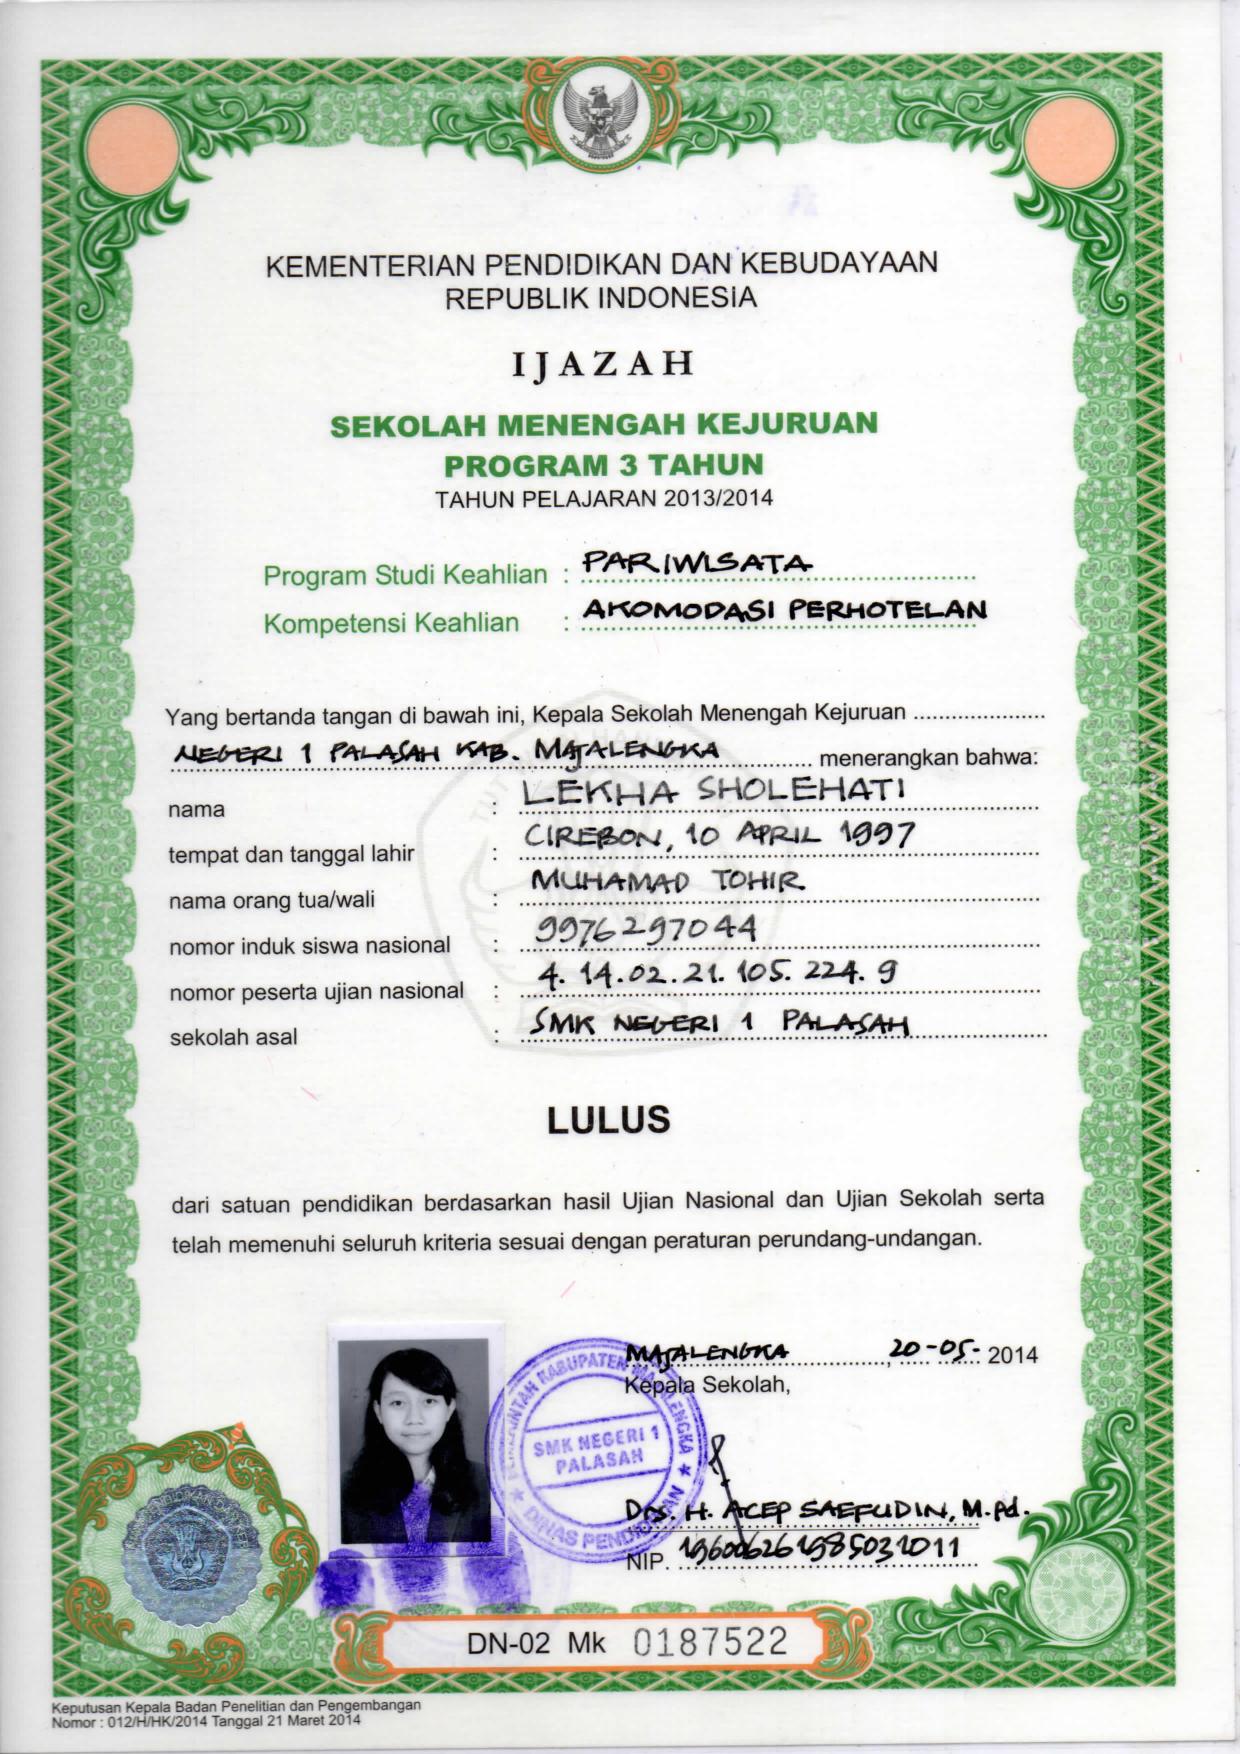 KEMENTERIAN PENDIDIKAN DAN KEBUDAYAAN
REPUBLIK INDONESIA
IJAZAH
SEKOLAH MENENGAH KEJURUAN
PROGRAM 3 TAHUN
TAHUN PELAJARAN 2013/2014
Program Studi Keahlian : PARIWISATA
Kompetensi Keahlian : AKOMODASI PERHOTELAN
Yang bertanda tangan di bawah ini, Kepala Sekolah Menengah Kejuruan
NEGERI 1 PALASAH KAB. MAJALENGKA menerangkan bahwa:
nama : LEKHA SHOLEHATI
tempat dan tanggal lahir : CIREBON, 10 APRIL 1997
nama orang tua/wali : MUHAMAD TOHIR
nomor induk siswa nasional : 9976297044
nomor peserta ujian nasional : 4. 14.02.21. 105. 224. 9
sekolah asal : SMK NEGERI 1 PALASAH
LULUS
dari satuan pendidikan berdasarkan hasil Ujian Nasional dan Ujian Sekolah serta
telah memenuhi seluruh kriteria sesuai dengan peraturan perundang-undangan.
MAJALENGKA, 20-05- 2014
Kepala Sekolah,
PEMERINTAH KABUPATEN MAJALENGKA
SMK NEGERI 1
PALASAH
DINAS PENDIDIKAN
Drs. H. ACEP SAEFUDIN, M.Pd.
NIP. 196006261985031011
DN-02 Mk 0187522
Keputusan Kepala Badan Penelitian dan Pengembangan
Nomor : 012/H/HK/2014 Tanggal 21 Maret 2014